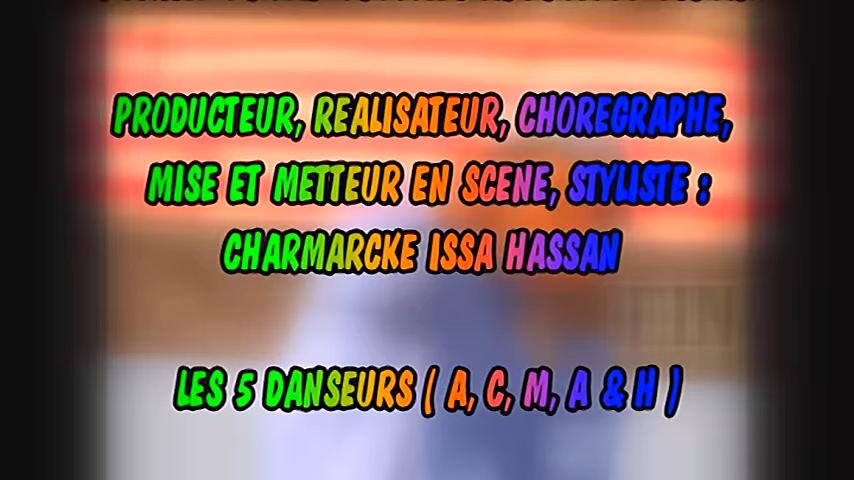 PRODUCTEUR, REALISATEUR, CHOREGRAPHE,
MISE ET METTEUR EN SCENE, STYLISTE :
CHARMARCKE ISSA HASSAN
LES 5 DANSEURS ( A, C, M, A & H )